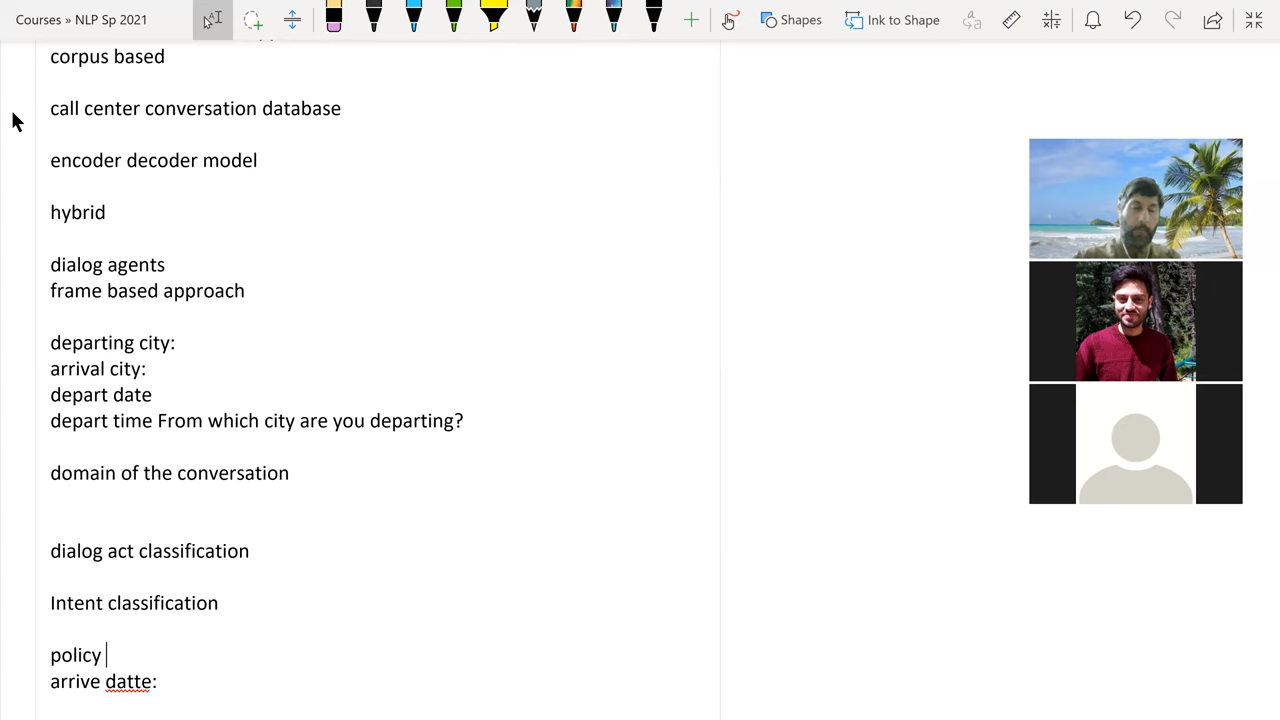 Courses » NLP Sp 2021
Shapes
Ink to Shape
corpus based
call center conversation database
encoder decoder model
hybrid
dialog agents
frame based approach
departing city:
arrival city:
depart date
depart time From which city are you departing?
domain of the conversation
dialog act classification
Intent classification
policy
arrive datte: